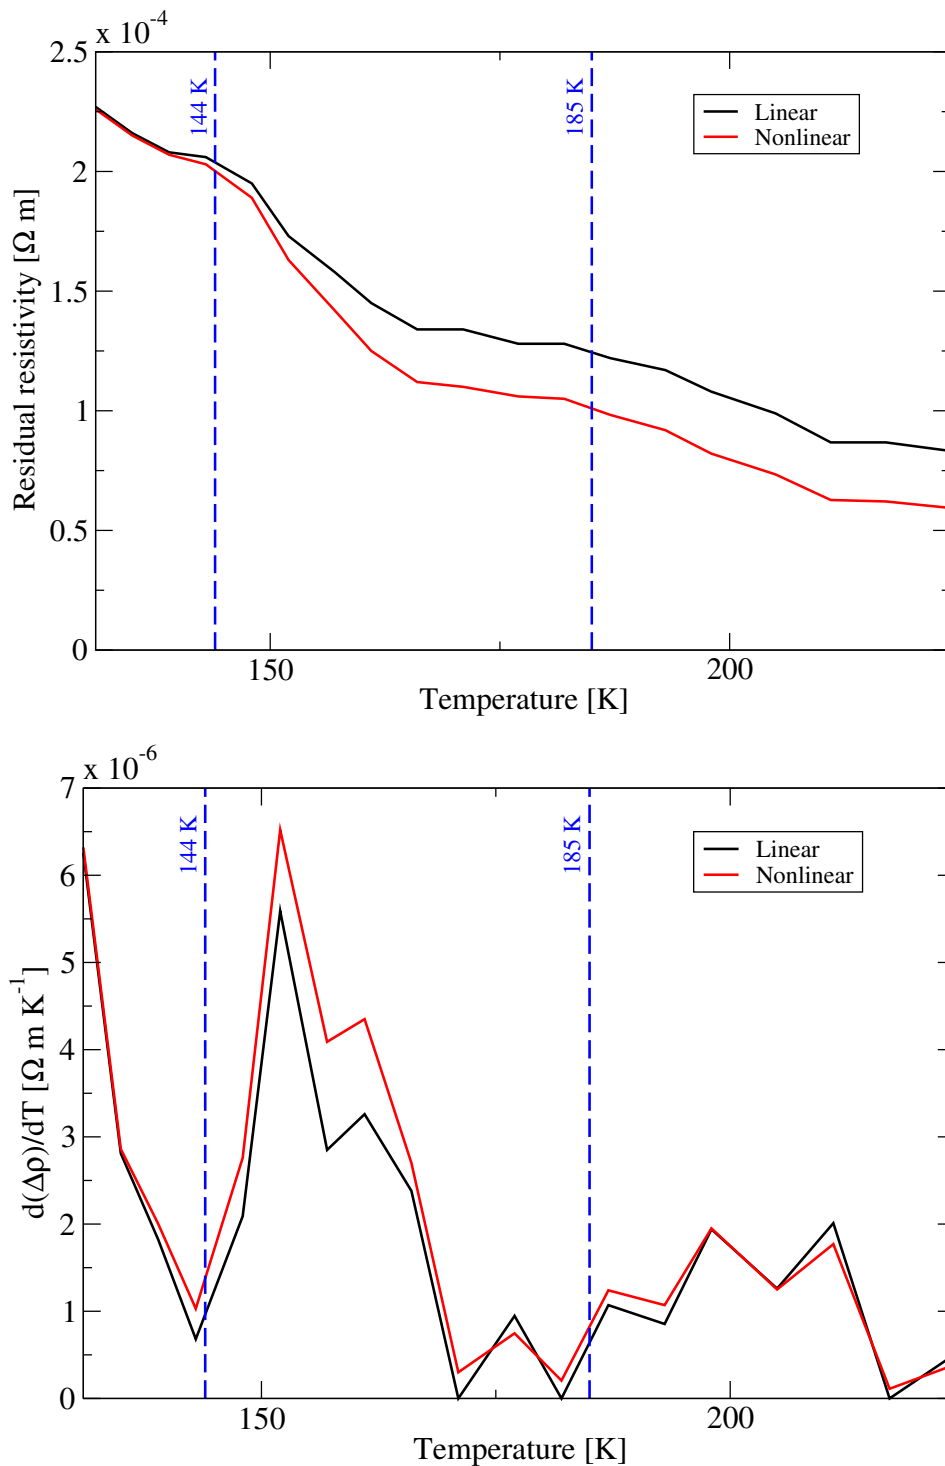 x 10-4
2.5
2
1.5
1
0.5
0
Residual resistivity [Ω m]
144 K
185 K
Linear
Nonlinear
150
200
Temperature [K]
x 10-6
7
6
5
4
3
2
1
0
d(Δρ)/dT [Ω m K-1]
144 K
185 K
Linear
Nonlinear
150
200
Temperature [K]